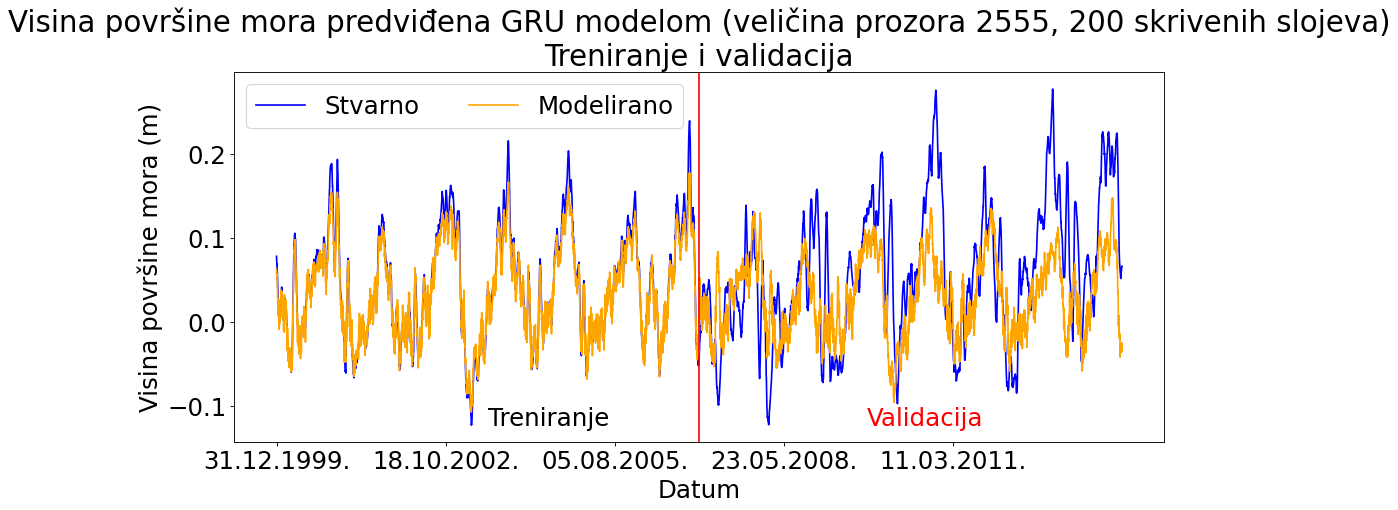 Visina površine mora predviđena GRU modelom (veličina prozora 2555, 200 skrivenih slojeva)
Treniranje i validacija
Stvarno
Modelirano
Visina površine mora (m)
0.2
0.1
0.0
−0.1
Treniranje
Validacija
31.12.1999.
18.10.2002.
05.08.2005.
23.05.2008.
11.03.2011.
Datum